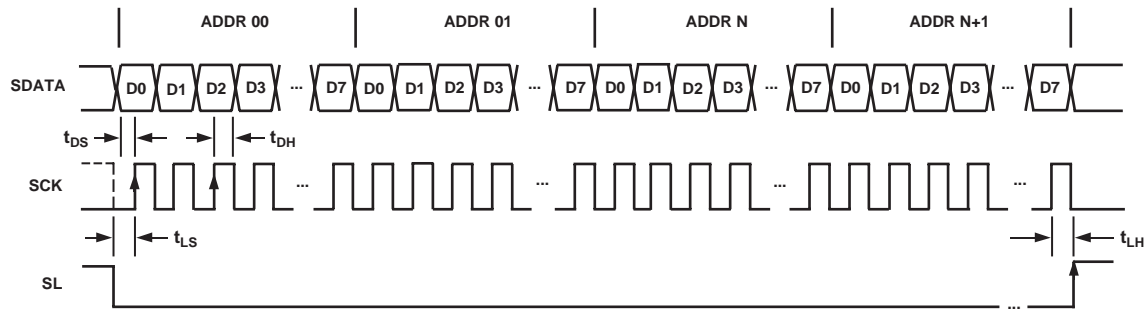 ADDR 00 ADDR 01 ADDR N ADDR N+1
SDATA D0 D1 D2 D3 ... D7 D0 D1 D2 D3 ... D7 D0 D1 D2 D3 ... D7 D0 D1 D2 D3 ... D7
tDS tDH
SCK ... ... ... ...
tLS tLH
SL ...